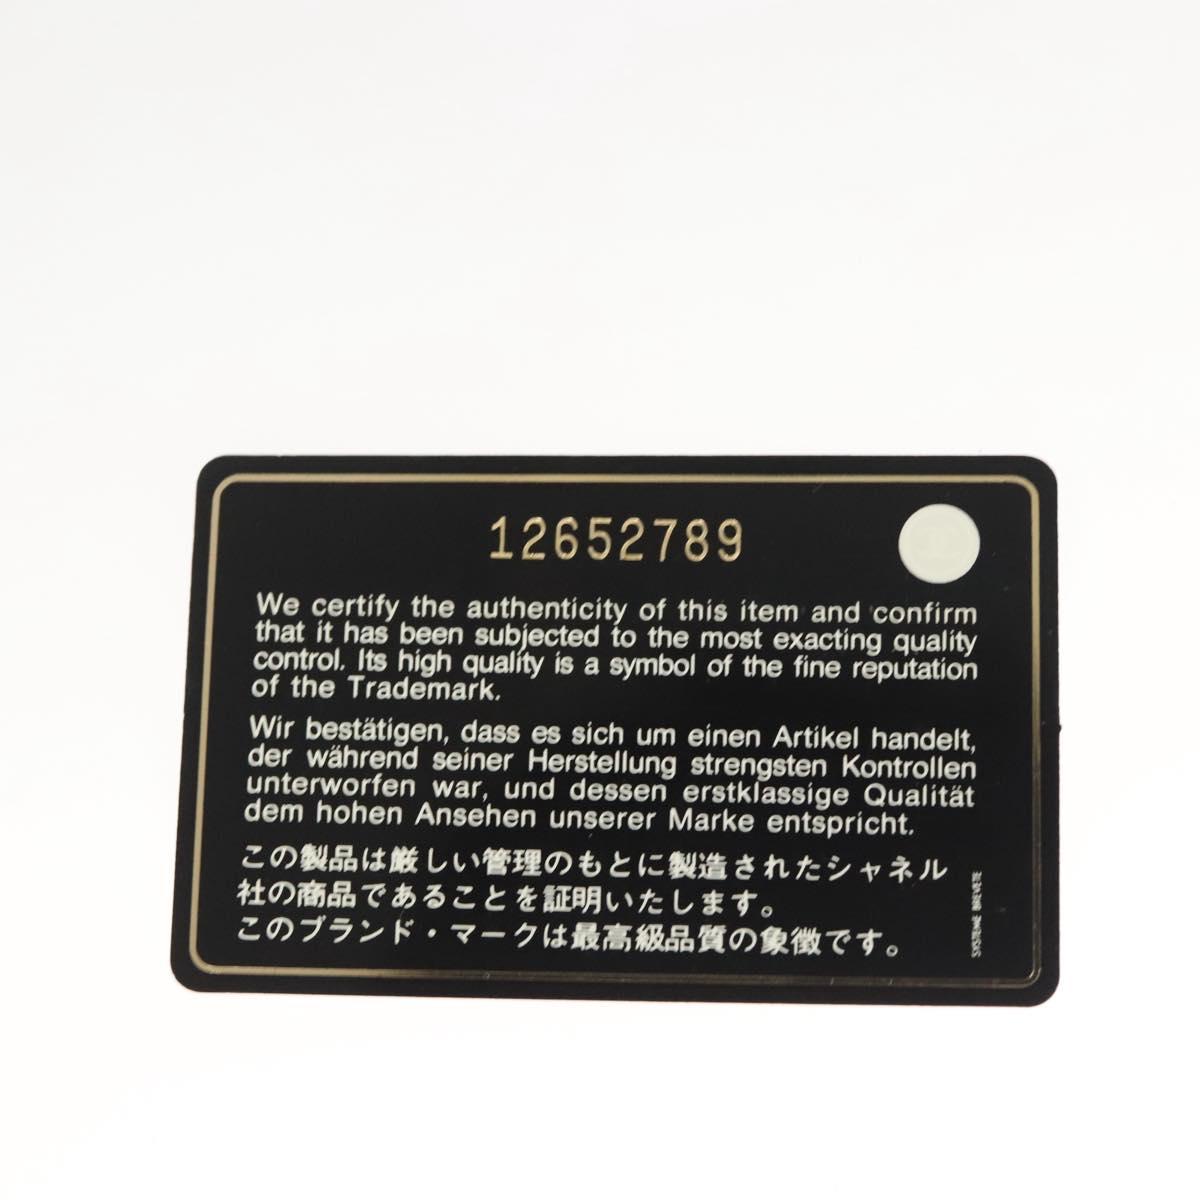 12652789
We certify the authenticity of this item and confirm
that it has been subjected to the most exacting quality
control. Its high quality is a symbol of the fine reputation
of the Trademark.
Wir bestätigen, dass es sich um einen Artikel handelt,
der während seiner Herstellung strengsten Kontrollen
unterworfen war, und dessen erstklassige Qualität
dem hohen Ansehen unserer Marke entspricht.
この製品は厳しい管理のもとに製造されたシャネル
社の商品であることを証明いたします。
このブランド・マークは最高級品質の象徴です。
SYSTEME BREVETE